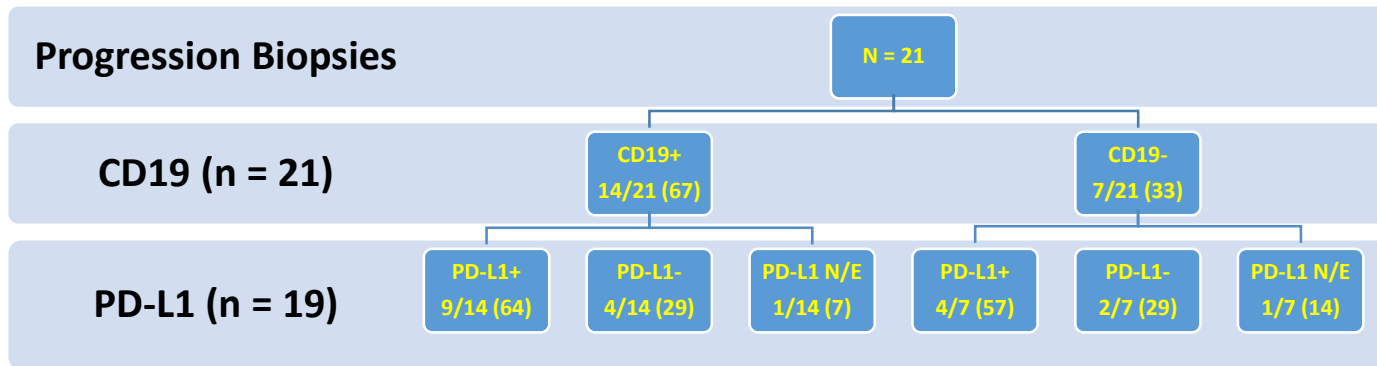 Progression Biopsies
N = 21
CD19 (n = 21)
CD19+
14/21 (67)
CD19-
7/21 (33)
PD-L1 (n = 19)
PD-L1+
9/14 (64)
PD-L1-
4/14 (29)
PD-L1 N/E
1/14 (7)
PD-L1+
4/7 (57)
PD-L1-
2/7 (29)
PD-L1 N/E
1/7 (14)